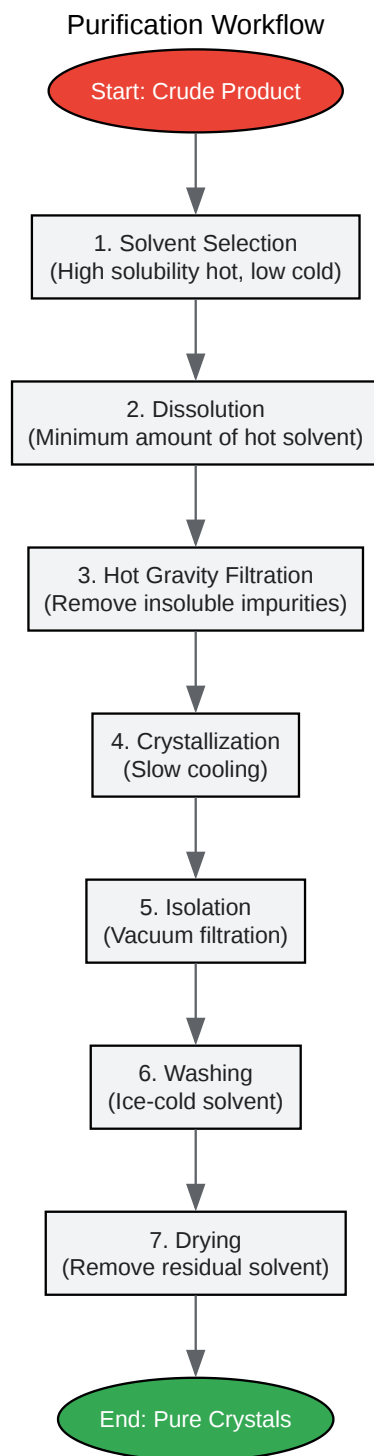 Purification Workflow
Start: Crude Product
1. Solvent Selection
(High solubility hot, low cold)
2. Dissolution
(Minimum amount of hot solvent)
3. Hot Gravity Filtration
(Remove insoluble impurities)
4. Crystallization
(Slow cooling)
5. Isolation
(Vacuum filtration)
6. Washing
(Ice-cold solvent)
7. Drying
(Remove residual solvent)
End: Pure Crystals